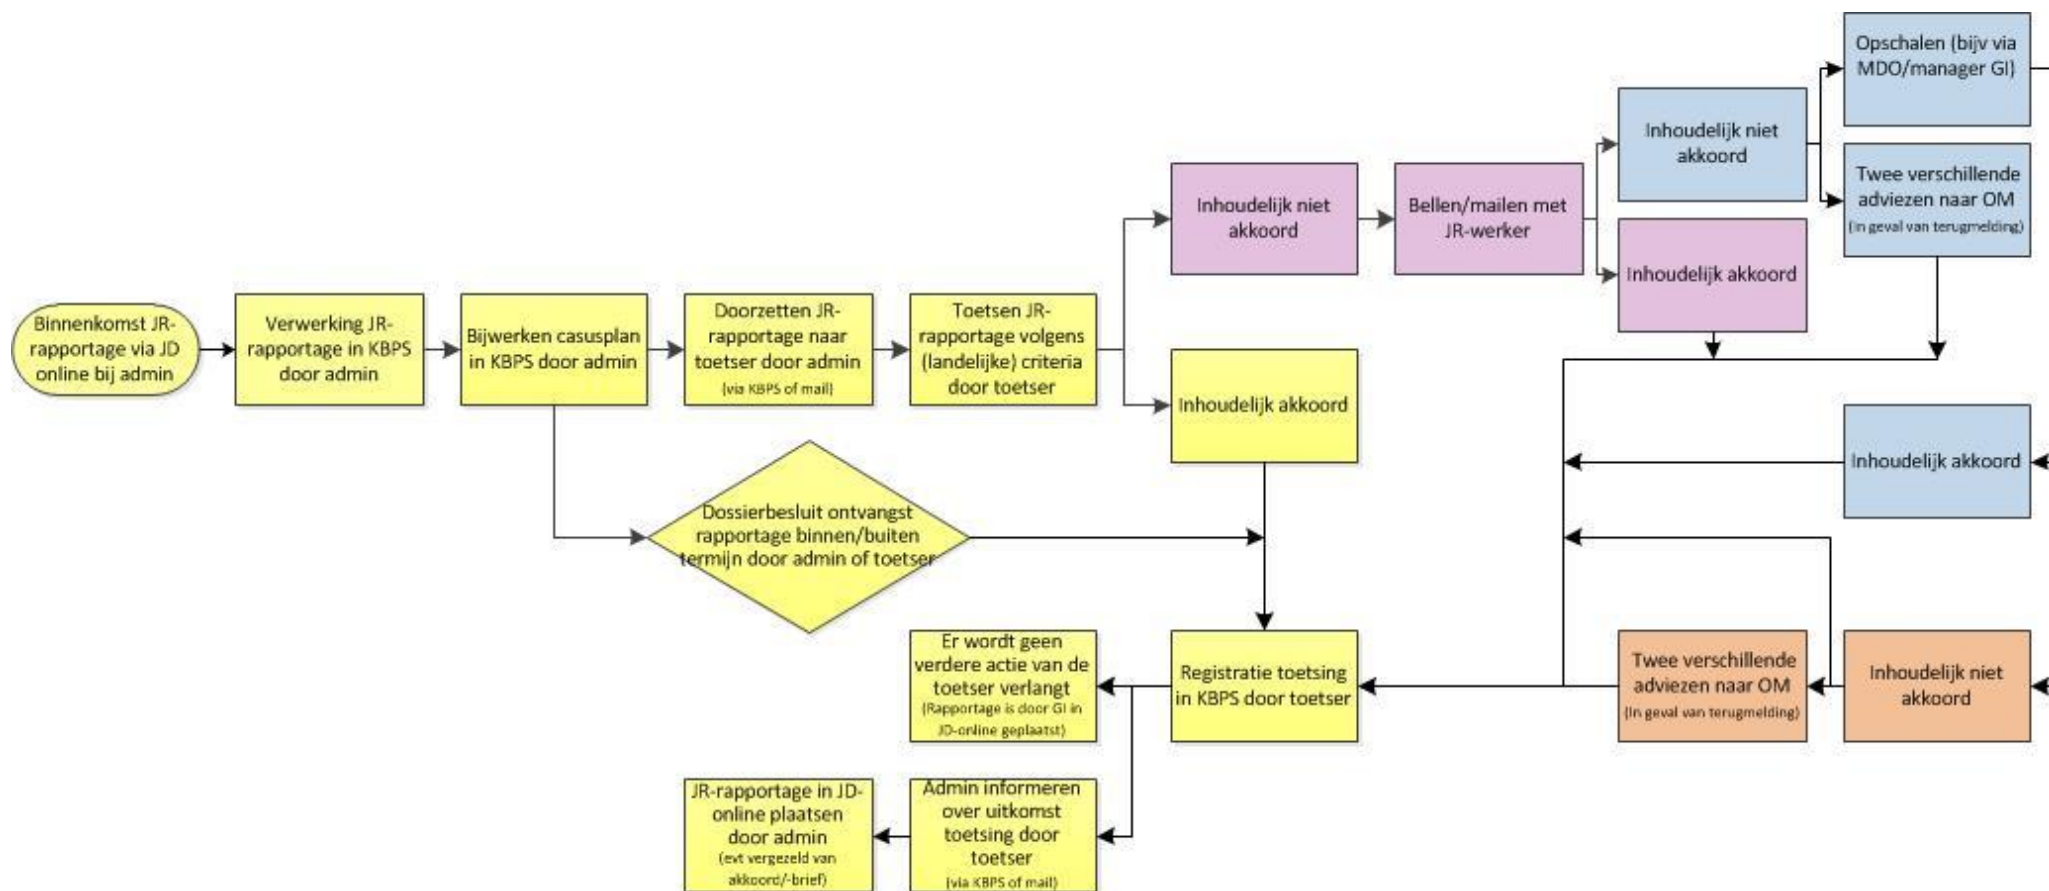 Binnenkomst JR-
rapportage via JD
online bij admin
Verwerking JR-
rapportage in KBPS
door admin
Bijwerken casusplan
in KBPS door admin
Doorzetten JR-
rapportage naar
toetser door admin
(via KBPS of mail)
Toetsen JR-
rapportage volgens
(landelijke) criteria
door toetser
Inhoudelijk niet
akkoord
Bellen/mailen met
JR-werker
Inhoudelijk niet
akkoord
Opschalen (bijv via
MDO/manager GI)
Twee verschillende
adviezen naar OM
(In geval van terugmelding)
Inhoudelijk akkoord
Inhoudelijk akkoord
Inhoudelijk akkoord
Dossierbesluit ontvangst
rapportage binnen/buiten
termijn door admin of toetser
Er wordt geen
verdere actie van de
toetser verlangt
(Rapportage is door GI in
JD-online geplaatst)
Registratie toetsing
in KBPS door toetser
Twee verschillende
adviezen naar OM
(In geval van terugmelding)
Inhoudelijk niet
akkoord
JR-rapportage in JD-
online plaatsen
door admin
(evt vergezeld van
akkoord/-brief)
Admin informeren
over uitkomst
toetsing door
toetser
(via KBPS of mail)